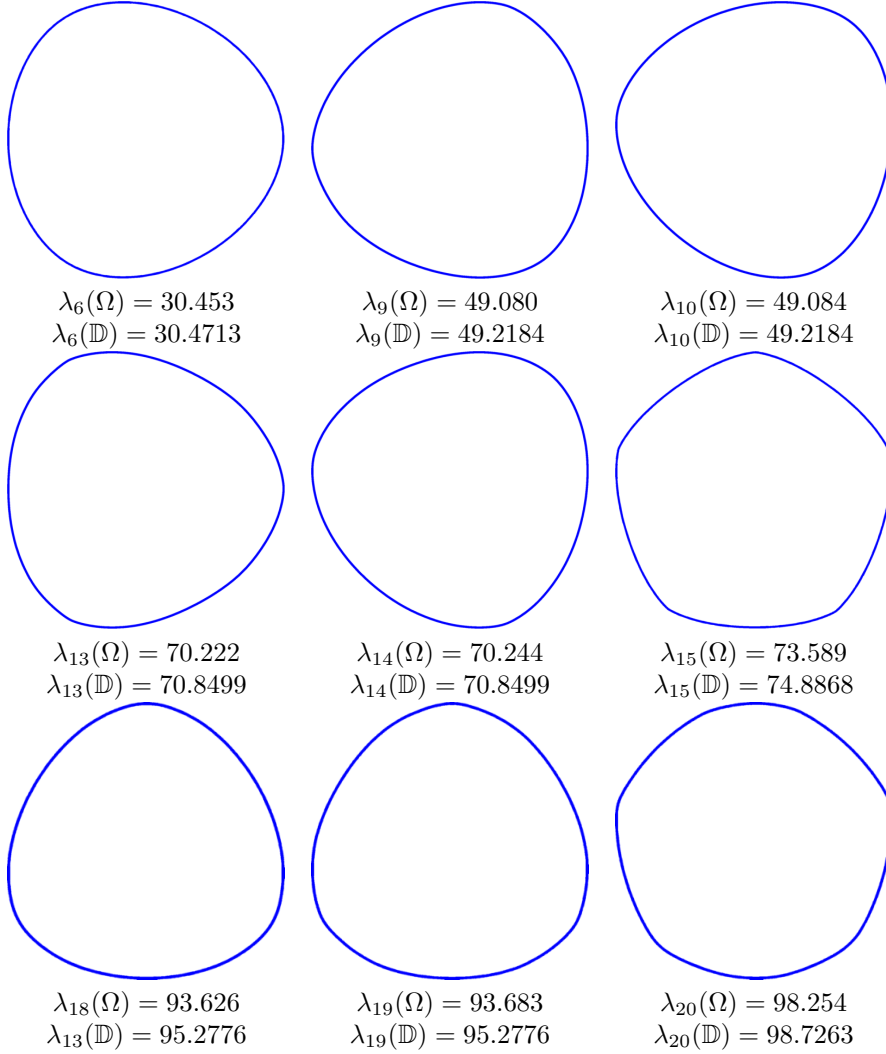 λ₆(Ω) = 30.453 λ₉(Ω) = 49.080 λ₁₀(Ω) = 49.084
λ₆(𝔻) = 30.4713 λ₉(𝔻) = 49.2184 λ₁₀(𝔻) = 49.2184
λ₁₃(Ω) = 70.222 λ₁₄(Ω) = 70.244 λ₁₅(Ω) = 73.589
λ₁₃(𝔻) = 70.8499 λ₁₄(𝔻) = 70.8499 λ₁₅(𝔻) = 74.8868
λ₁₈(Ω) = 93.626 λ₁₉(Ω) = 93.683 λ₂₀(Ω) = 98.254
λ₁₃(𝔻) = 95.2776 λ₁₉(𝔻) = 95.2776 λ₂₀(𝔻) = 98.7263